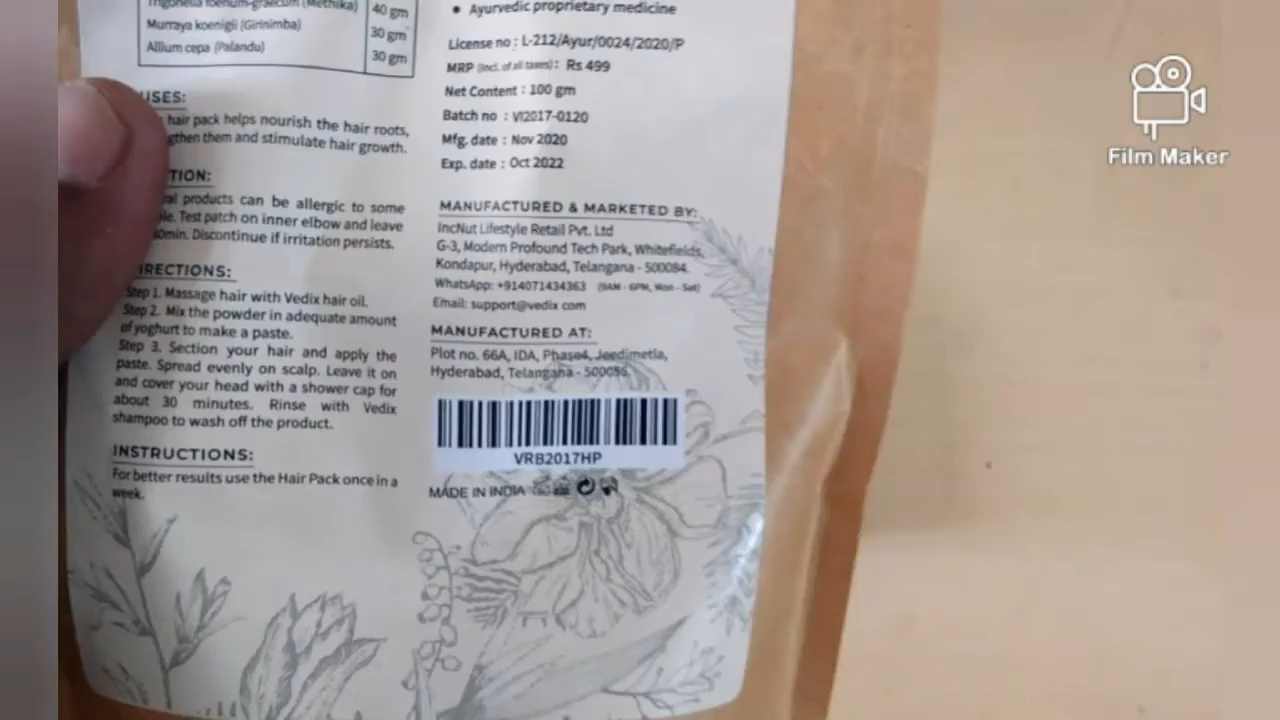 Trigonella foenum-graecum (Methika) 40 gm
Murraya koenigii (Girinimba) 30 gm
Allium cepa (Palandu) 30 gm
USES:
hair pack helps nourish the hair roots,
gthen them and stimulate hair growth.
TION:
products can be allergic to some
Test patch on inner elbow and leave
30min. Discontinue if irritation persists.
IRECTIONS:
Step 1. Massage hair with Vedix hair oil.
Step 2. Mix the powder in adequate amount
of yoghurt to make a paste.
Step 3. Section your hair and apply the
paste. Spread evenly on scalp. Leave it on
and cover your head with a shower cap for
about 30 minutes. Rinse with Vedix
shampoo to wash off the product.
INSTRUCTIONS:
For better results use the Hair Pack once in a
week.
• Ayurvedic proprietary medicine
License no : L-212/Ayur/0024/2020/P
MRP (Incl. of all taxes) : Rs 499
Net Content : 100 gm
Batch no : VI2017-0120
Mfg. date : Nov 2020
Exp. date : Oct 2022
MANUFACTURED & MARKETED BY:
IncNut Lifestyle Retail Pvt. Ltd
G-3, Modern Profound Tech Park, Whitefields,
Kondapur, Hyderabad, Telangana - 500084.
WhatsApp: +914071434363 (9AM - 6PM, Mon - Sat)
Email: support@vedix.com
MANUFACTURED AT:
Plot no. 66A, IDA, Phase4, Jeedimetla,
Hyderabad, Telangana - 500055.
VRB2017HP
MADE IN INDIA
Film Maker